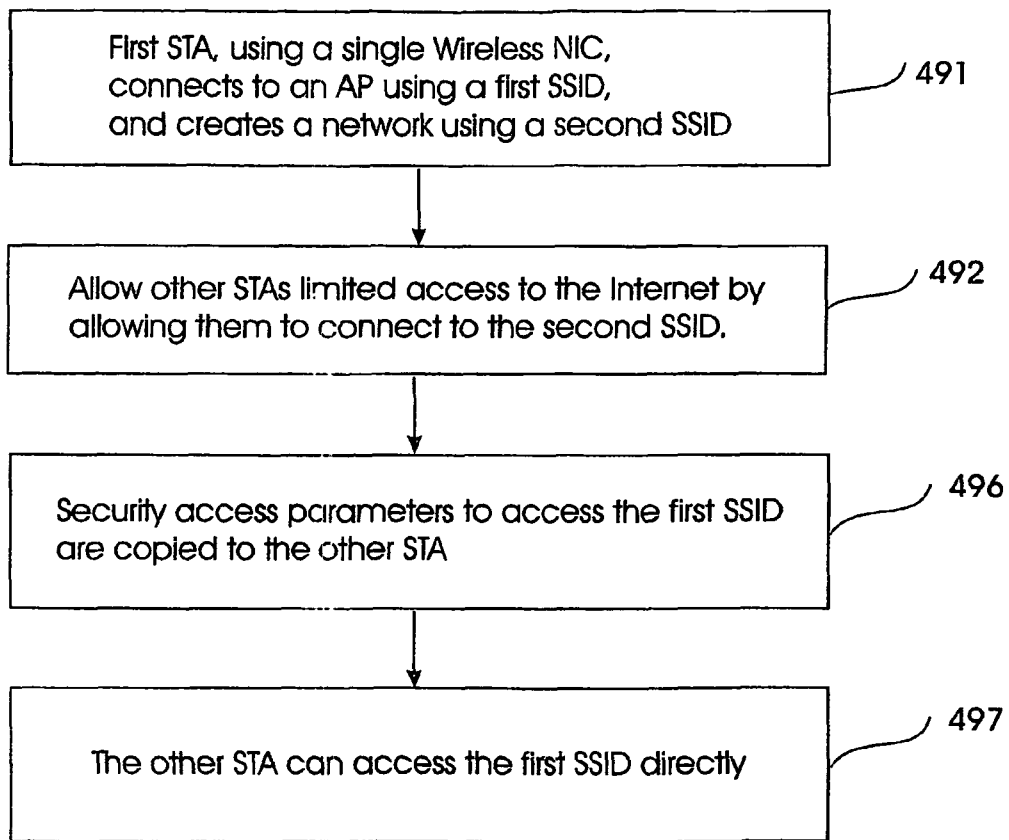 First STA, using a single Wireless NIC,
connects to an AP using a first SSID,
and creates a network using a second SSID
491
Allow other STAs limited access to the Internet by
allowing them to connect to the second SSID.
492
Security access parameters to access the first SSID
are copied to the other STA
496
The other STA can access the first SSID directly
497